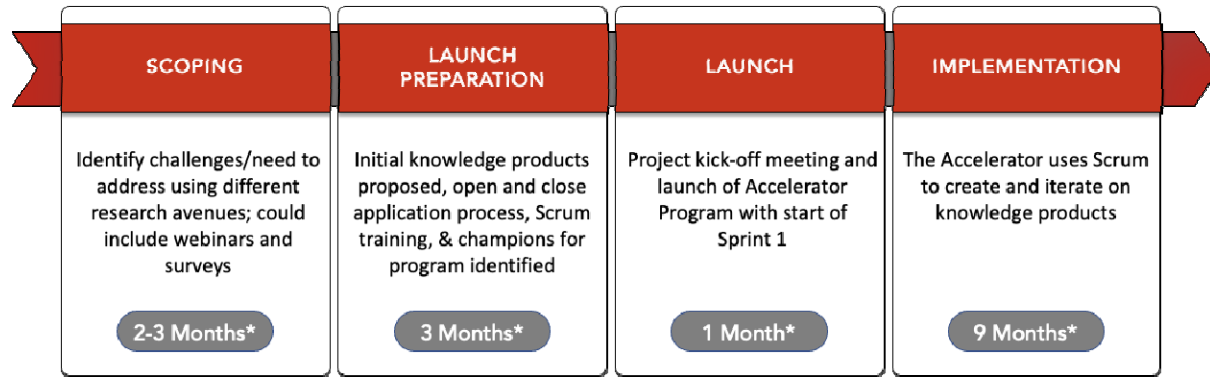 SCOPING
Identify challenges/need to
address using different
research avenues; could
include webinars and
surveys
2-3 Months*
LAUNCH
PREPARATION
Initial knowledge products
proposed, open and close
application process, Scrum
training, & champions for
program identified
3 Months*
LAUNCH
Project kick-off meeting and
launch of Accelerator
Program with start of
Sprint 1
1 Month*
IMPLEMENTATION
The Accelerator uses Scrum
to create and iterate on
knowledge products
9 Months*